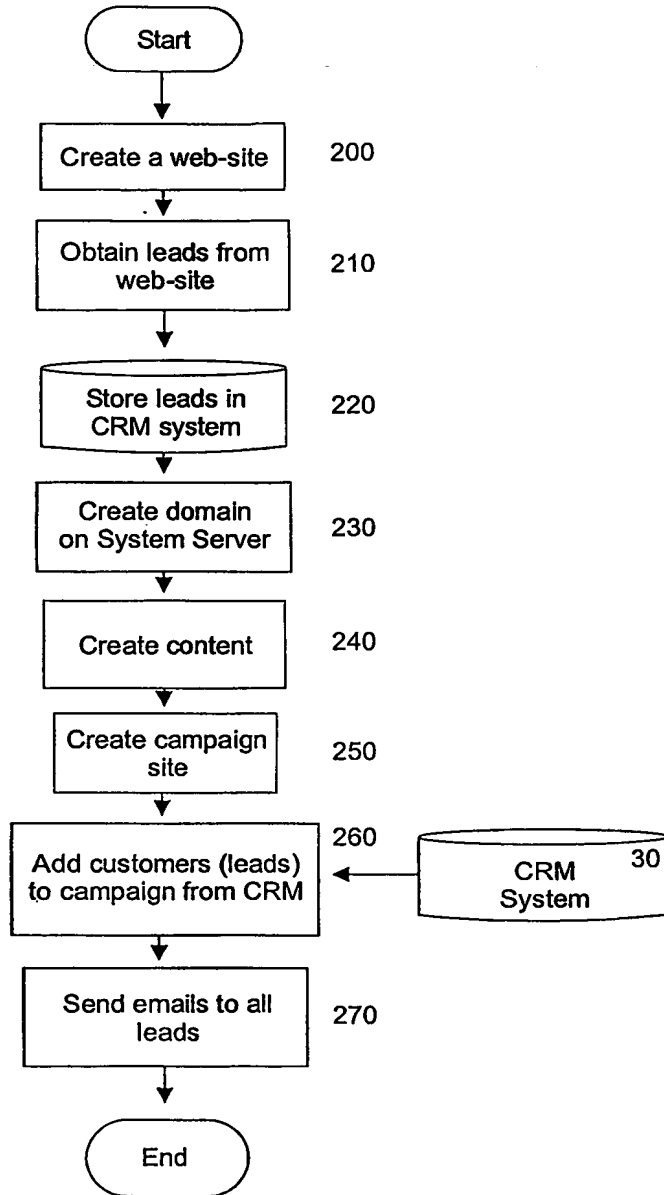 Start
Create a web-site
200
Obtain leads from
web-site
210
Store leads in
CRM system
220
Create domain
on System Server
230
Create content
240
Create campaign
site
250
Add customers (leads)
to campaign from CRM
260
CRM
System
30
Send emails to all
leads
270
End